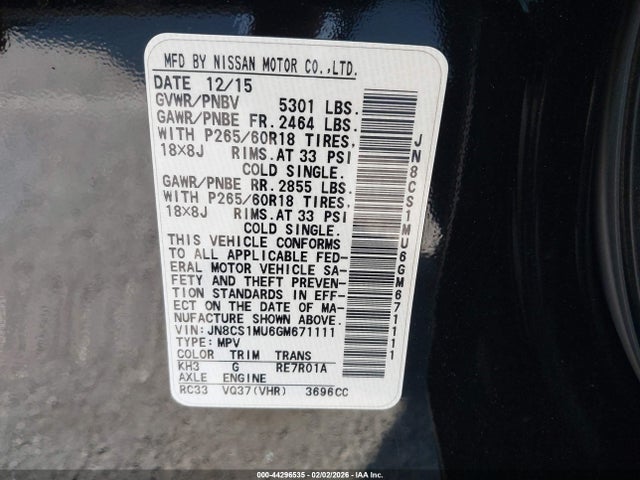 MFD BY NISSAN MOTOR CO.,LTD.
DATE 12/15
GVWR/PNBV 5301 LBS.
GAWR/PNBE FR. 2464 LBS.
WITH P265/60R18 TIRES,
18X8J RIMS.AT 33 PSI
COLD SINGLE.
GAWR/PNBE RR. 2855 LBS.
WITH P265/60R18 TIRES,
18X8J RIMS.AT 33 PSI
COLD SINGLE.
THIS VEHICLE CONFORMS
TO ALL APPLICABLE FED-
ERAL MOTOR VEHICLE SA-
FETY AND THEFT PREVEN-
TION STANDARDS IN EFF-
ECT ON THE DATE OF MA-
NUFACTURE SHOWN ABOVE.
VIN: JN8CS1MU6GM671111
TYPE: MPV
COLOR TRIM TRANS
KH3 G RE7R01A
AXLE ENGINE
RC33 VQ37(VHR) 3696CC
JN8CS1MU6GM671111
000-44296535 - 02/02/2026 - IAA Inc.